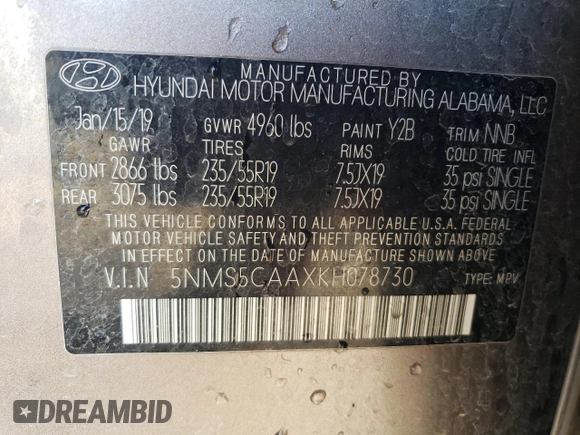 MANUFACTURED BY
HYUNDAI MOTOR MANUFACTURING ALABAMA, LLC
Jan/15/19 GVWR 4960 lbs PAINT Y2B TRIM NNB
GAWR TIRES RIMS COLD TIRE INFL
FRONT 2866 lbs 235/55R19 7.5JX19 35 psi SINGLE
REAR 3075 lbs 235/55R19 7.5JX19 35 psi SINGLE
THIS VEHICLE CONFORMS TO ALL APPLICABLE U.S.A. FEDERAL
MOTOR VEHICLE SAFETY AND THEFT PREVENTION STANDARDS
IN EFFECT ON THE DATE OF MANUFACTURE SHOWN ABOVE.
V.I.N 5NMS5CAAXKH078730 TYPE: MPV
DREAMBID